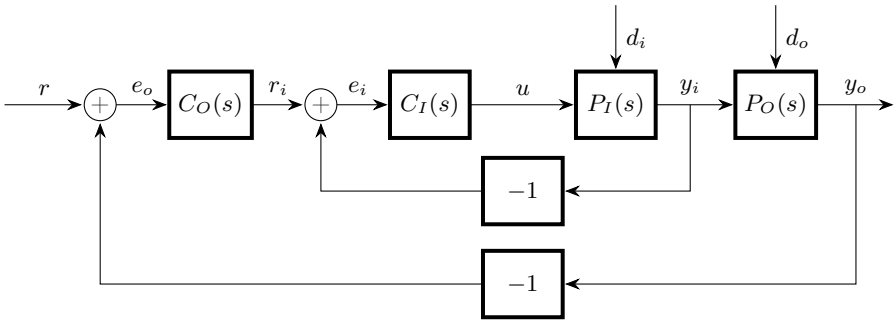 d_i d_o
r + e_o C_O(s) r_i + e_i C_I(s) u P_I(s) y_i P_O(s) y_o
−1
−1